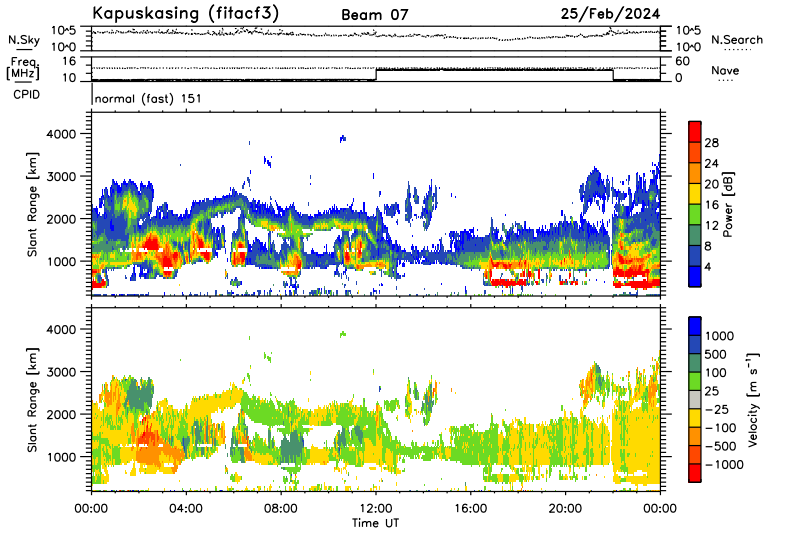 Kapuskasing (fitacf3) Beam 07 25/Feb/2024
N.Sky 10^5 10^0 10^5 10^0 N.Search
Freq. [MHz] 16 10 60 0 Nave
CPID normal (fast) 151
Slant Range [km]
4000
3000
2000
1000
Power [dB]
28
24
20
16
12
8
4
Slant Range [km]
4000
3000
2000
1000
Velocity [m s⁻¹]
1000
500
100
25
−25
−100
−500
−1000
00:00 04:00 08:00 12:00 16:00 20:00 00:00
Time UT